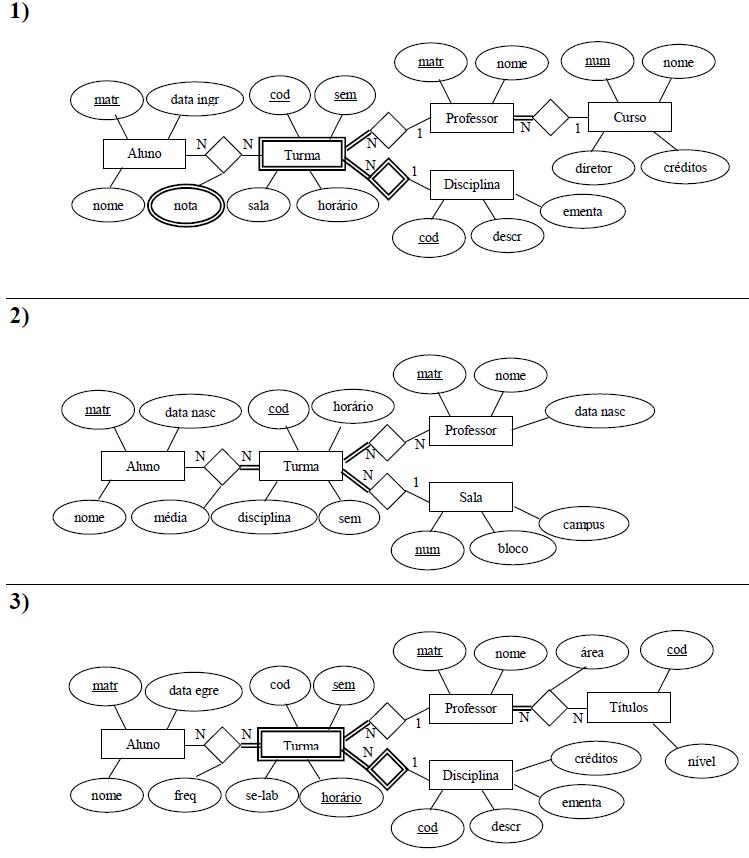 1)
matr nome num nome
matr data ingr cod sem
Professor N 1 Curso
N 1
Aluno N N Turma
diretor créditos
N 1 Disciplina
nome nota sala horário ementa
cod descr
2)
matr nome
matr data nasc cod horário data nasc
Professor
N N
Aluno N N Turma
N 1 Sala
nome média disciplina sem campus
num bloco
3)
matr nome área cod
matr data egre cod sem
Professor N N Títulos
N 1
Aluno N N Turma
N 1 Disciplina créditos nível
nome freq se-lab horário ementa
cod descr